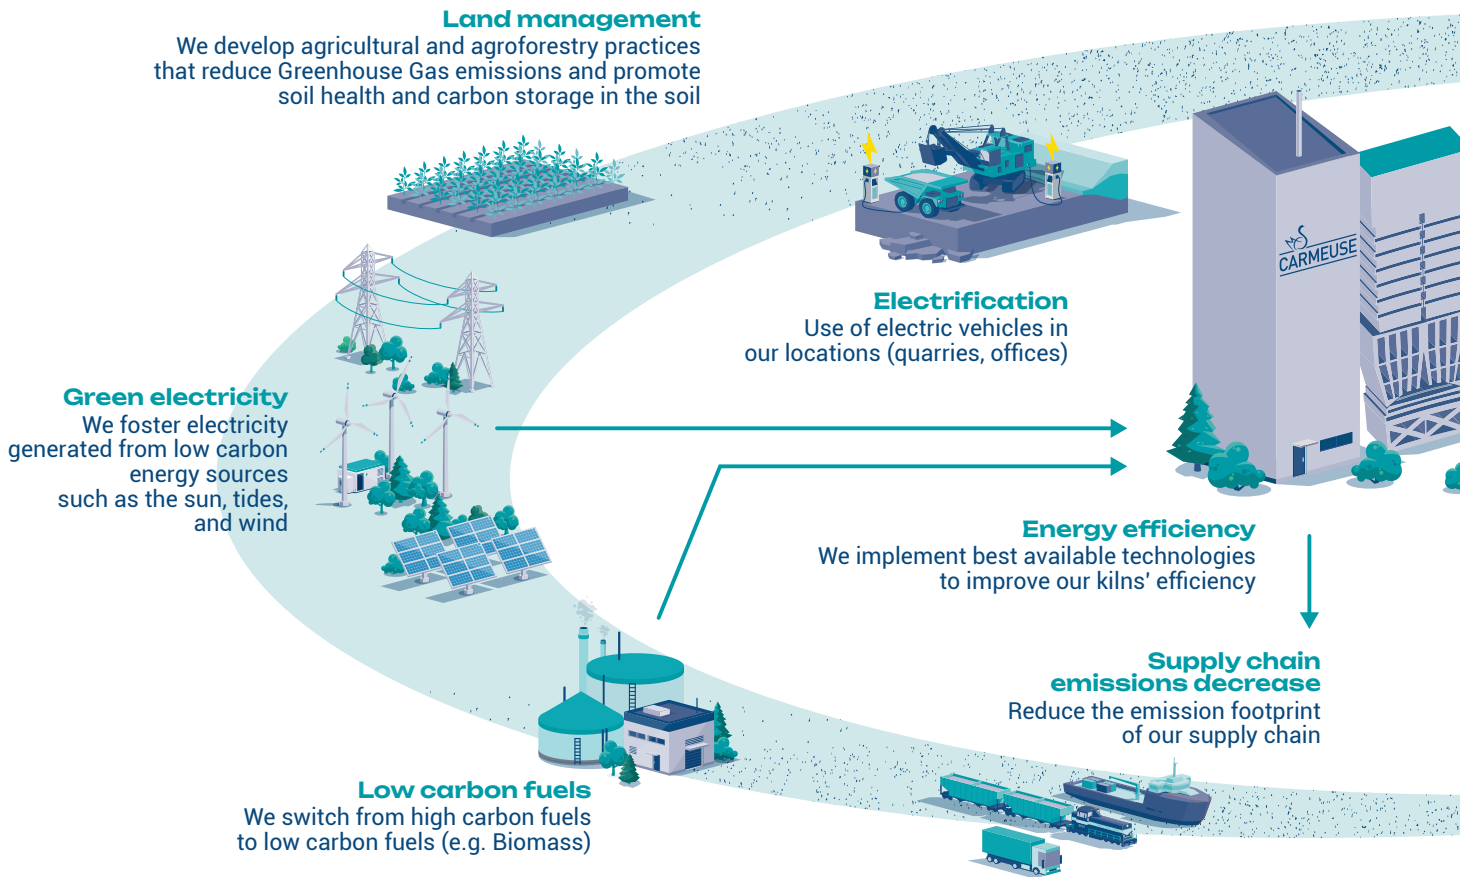 Land management
We develop agricultural and agroforestry practices
that reduce Greenhouse Gas emissions and promote
soil health and carbon storage in the soil
CARMEUSE
Electrification
Use of electric vehicles in
our locations (quarries, offices)
Green electricity
We foster electricity
generated from low carbon
energy sources
such as the sun, tides,
and wind
Energy efficiency
We implement best available technologies
to improve our kilns' efficiency
Supply chain
emissions decrease
Reduce the emission footprint
of our supply chain
Low carbon fuels
We switch from high carbon fuels
to low carbon fuels (e.g. Biomass)